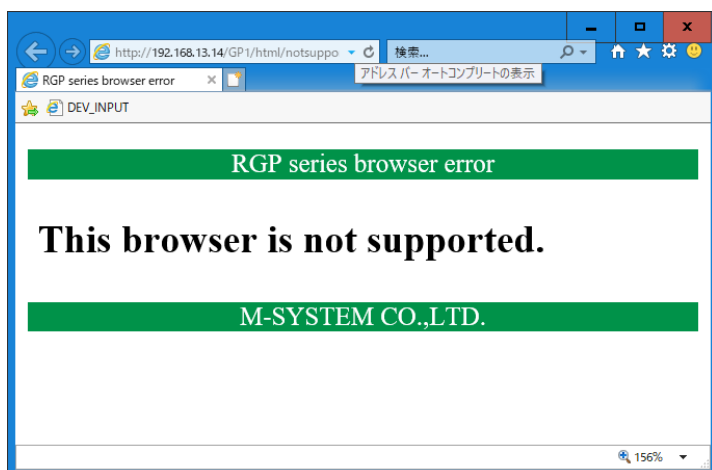 http://192.168.13.14/GP1/html/notsuppo
検索...
RGP series browser error
アドレス バー オートコンプリートの表示
DEV_INPUT
RGP series browser error
This browser is not supported.
M-SYSTEM CO.,LTD.
156%